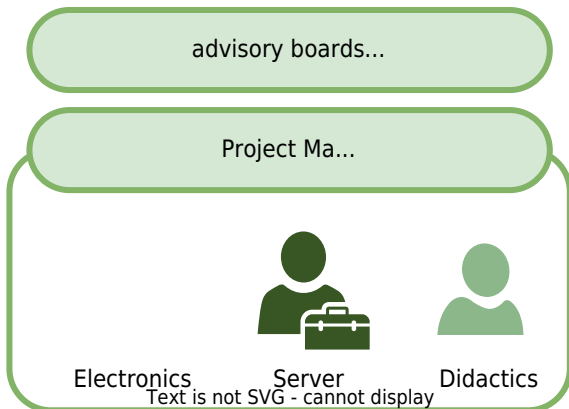 advisory boards...
Project Ma...
Electronics Server Didactics
Text is not SVG - cannot display